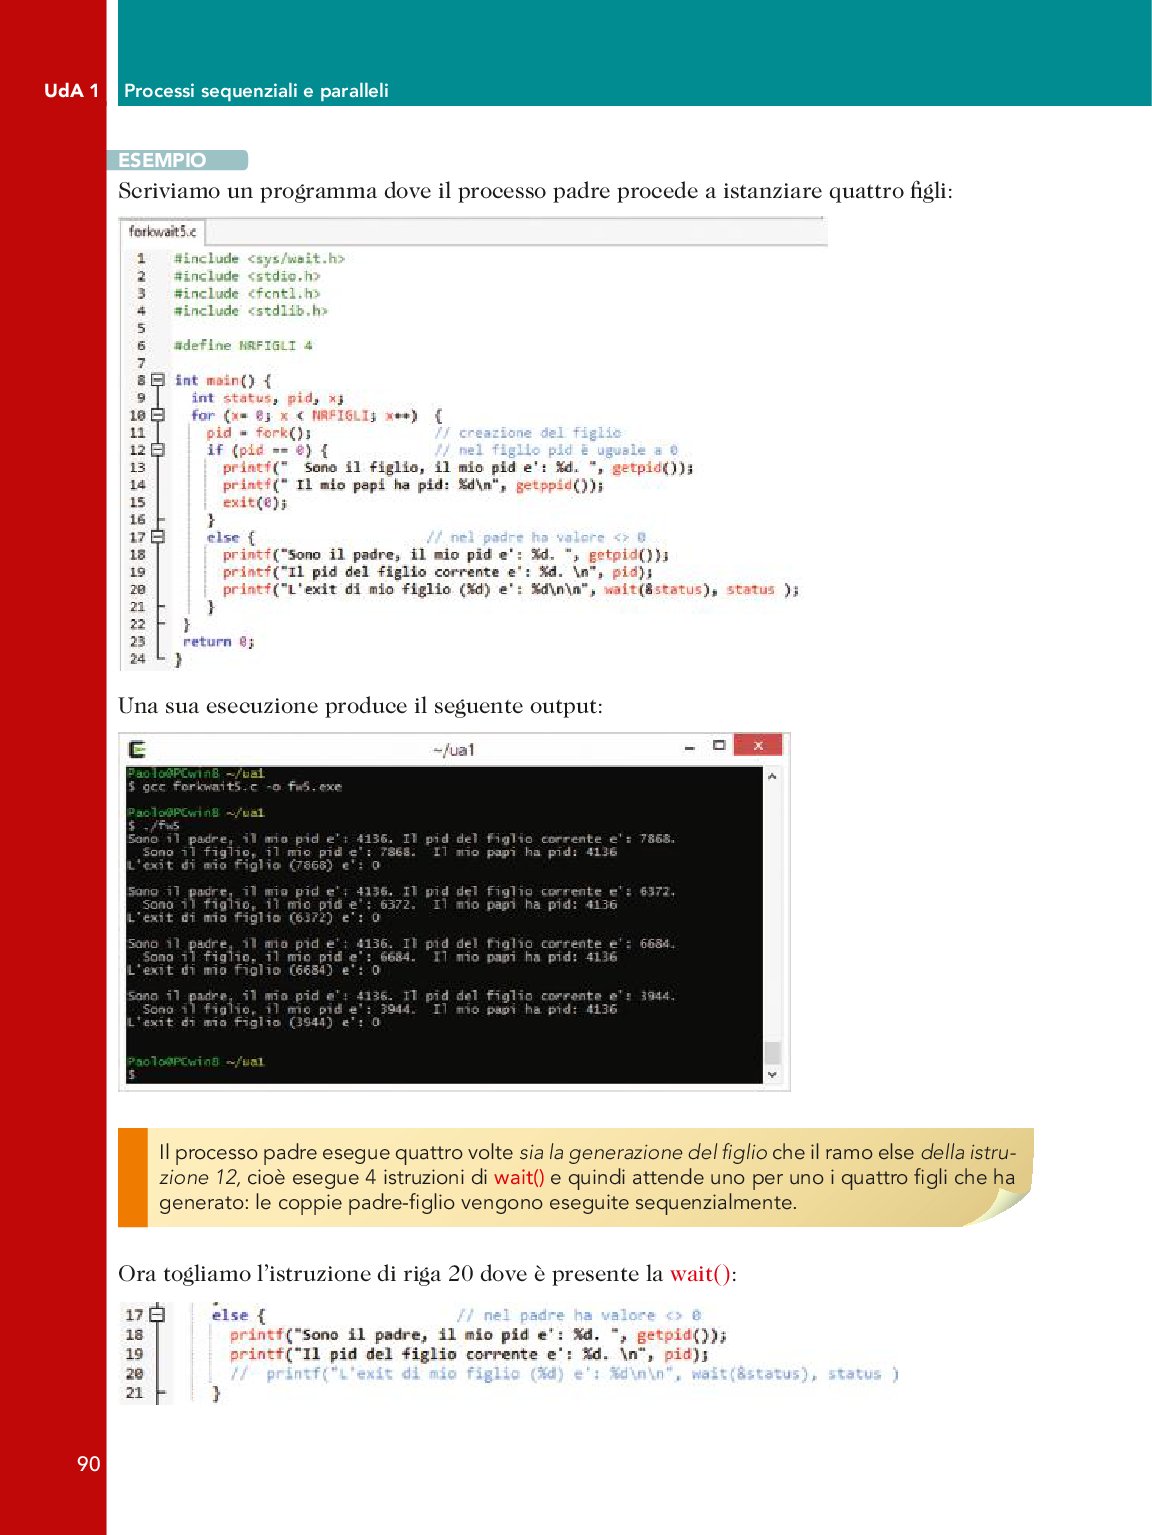 UdA 1 Processi sequenziali e paralleli
ESEMPIO
Scriviamo un programma dove il processo padre procede a istanziare quattro figli:
forkwait5.c
1 #include <sys/wait.h>
2 #include <stdio.h>
3 #include <fcntl.h>
4 #include <stdlib.h>
5
6 #define NRFIGLI 4
7
8 int main() {
9 int status, pid, x;
10 for (x= 0; x < NRFIGLI; x++) {
11 pid = fork(); // creazione del figlio
12 if (pid == 0) { // nel figlio pid è uguale a 0
13 printf("  Sono il figlio, il mio pid e': %d. ", getpid());
14 printf(" Il mio papi ha pid: %d\n", getppid());
15 exit(0);
16 }
17 else { // nel padre ha valore <> 0
18 printf("Sono il padre, il mio pid e': %d. ", getpid());
19 printf("Il pid del figlio corrente e': %d. \n", pid);
20 printf("L'exit di mio figlio (%d) e': %d\n\n", wait(&status), status );
21 }
22 }
23 return 0;
24 }
Una sua esecuzione produce il seguente output:
~/ua1
Paolo@PCwin8 ~/ua1
$ gcc forkwait5.c -o fw5.exe
Paolo@PCwin8 ~/ua1
$ ./fw5
Sono il padre, il mio pid e': 4136. Il pid del figlio corrente e': 7868.
Sono il figlio, il mio pid e': 7868.  Il mio papi ha pid: 4136
L'exit di mio figlio (7868) e': 0
Sono il padre, il mio pid e': 4136. Il pid del figlio corrente e': 6372.
Sono il figlio, il mio pid e': 6372.  Il mio papi ha pid: 4136
L'exit di mio figlio (6372) e': 0
Sono il padre, il mio pid e': 4136. Il pid del figlio corrente e': 6684.
Sono il figlio, il mio pid e': 6684.  Il mio papi ha pid: 4136
L'exit di mio figlio (6684) e': 0
Sono il padre, il mio pid e': 4136. Il pid del figlio corrente e': 3944.
Sono il figlio, il mio pid e': 3944.  Il mio papi ha pid: 4136
L'exit di mio figlio (3944) e': 0
Paolo@PCwin8 ~/ua1
$
Il processo padre esegue quattro volte sia la generazione del figlio che il ramo else della istru-
zione 12, cioè esegue 4 istruzioni di wait() e quindi attende uno per uno i quattro figli che ha
generato: le coppie padre-figlio vengono eseguite sequenzialmente.
Ora togliamo l'istruzione di riga 20 dove è presente la wait():
17 else { // nel padre ha valore <> 0
18 printf("Sono il padre, il mio pid e': %d. ", getpid());
19 printf("Il pid del figlio corrente e': %d. \n", pid);
20 // printf("L'exit di mio figlio (%d) e': %d\n\n", wait(&status), status )
21 }
90